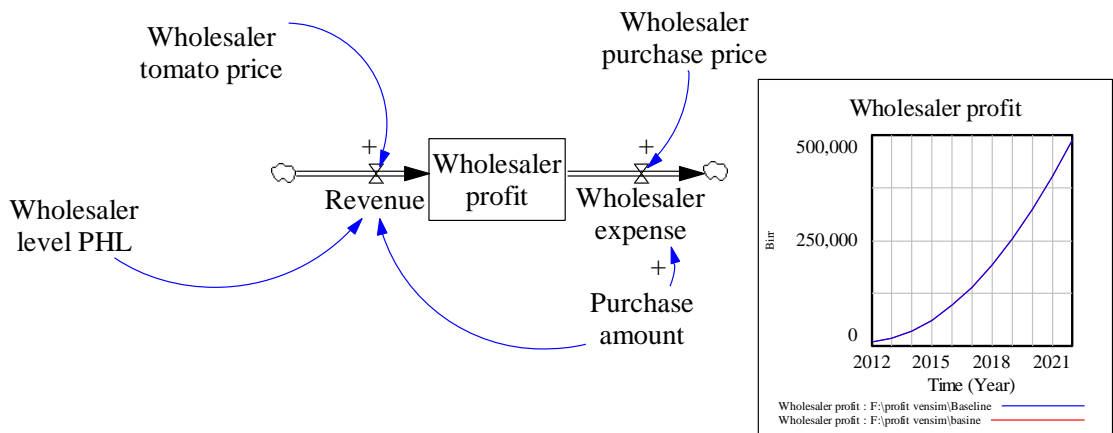 Wholesaler
tomato price
Wholesaler
purchase price
+
+
Wholesaler
profit
Revenue
Wholesaler
expense
Wholesaler
level PHL
+
Purchase
amount
Wholesaler profit
500,000
250,000
0
Birr
2012 2015 2018 2021
Time (Year)
Wholesaler profit : F:\profit vensim\Baseline
Wholesaler profit : F:\profit vensim\basine